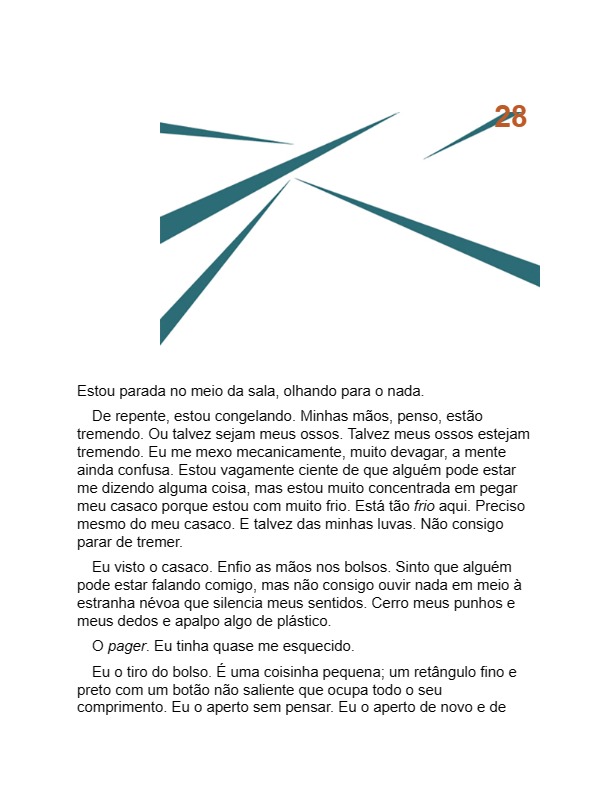 28
Estou parada no meio da sala, olhando para o nada.
De repente, estou congelando. Minhas mãos, penso, estão
tremendo. Ou talvez sejam meus ossos. Talvez meus ossos estejam
tremendo. Eu me mexo mecanicamente, muito devagar, a mente
ainda confusa. Estou vagamente ciente de que alguém pode estar
me dizendo alguma coisa, mas estou muito concentrada em pegar
meu casaco porque estou com muito frio. Está tão frio aqui. Preciso
mesmo do meu casaco. E talvez das minhas luvas. Não consigo
parar de tremer.
Eu visto o casaco. Enfio as mãos nos bolsos. Sinto que alguém
pode estar falando comigo, mas não consigo ouvir nada em meio à
estranha névoa que silencia meus sentidos. Cerro meus punhos e
meus dedos e apalpo algo de plástico.
O pager. Eu tinha quase me esquecido.
Eu o tiro do bolso. É uma coisinha pequena; um retângulo fino e
preto com um botão não saliente que ocupa todo o seu
comprimento. Eu o aperto sem pensar. Eu o aperto de novo e de